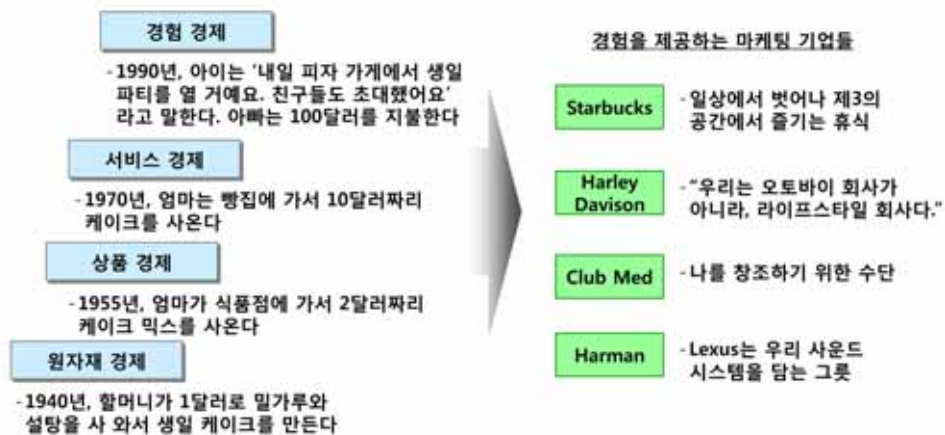 경험 경제
- 1990년, 아이는 '내일 피자 가게에서 생일
파티를 열 거예요. 친구들도 초대했어요'
라고 말한다. 아빠는 100달러를 지불한다
서비스 경제
- 1970년, 엄마는 빵집에 가서 10달러짜리
케이크를 사온다
상품 경제
- 1955년, 엄마가 식품점에 가서 2달러짜리
케이크 믹스를 사온다
원자재 경제
- 1940년, 할머니가 1달러로 밀가루와
설탕을 사 와서 생일 케이크를 만든다
경험을 제공하는 마케팅 기업들
Starbucks
- 일상에서 벗어나 제3의
공간에서 즐기는 휴식
Harley
Davison
- "우리는 오토바이 회사가
아니라, 라이프스타일 회사다."
Club Med
- 나를 창조하기 위한 수단
Harman
- Lexus는 우리 사운드
시스템을 담는 그릇